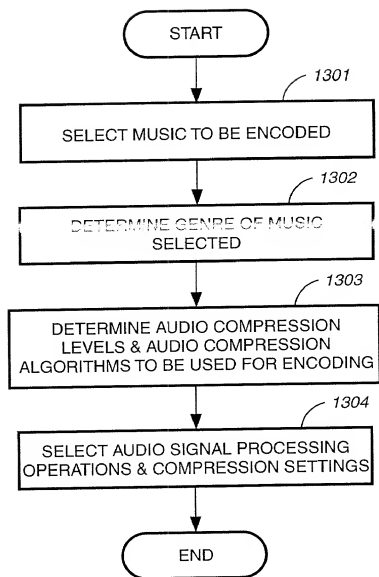 START
1301
SELECT MUSIC TO BE ENCODED
1302
DETERMINE GENRE OF MUSIC
SELECTED
1303
DETERMINE AUDIO COMPRESSION
LEVELS & AUDIO COMPRESSION
ALGORITHMS TO BE USED FOR ENCODING
1304
SELECT AUDIO SIGNAL PROCESSING
OPERATIONS & COMPRESSION SETTINGS
END